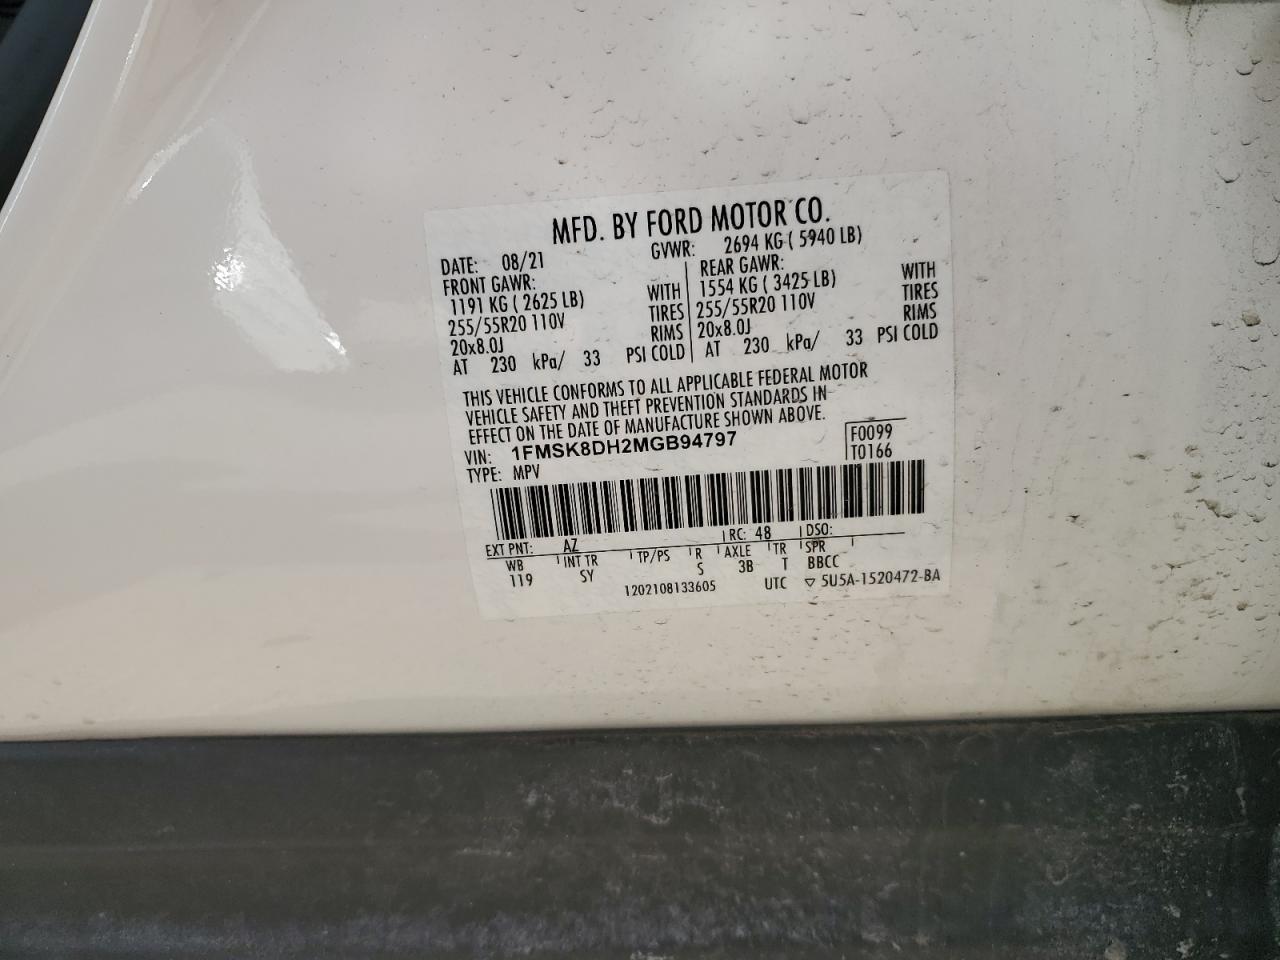 MFD. BY FORD MOTOR CO.
DATE: 08/21 GVWR: 2694 KG ( 5940 LB)
FRONT GAWR:
1191 KG ( 2625 LB) WITH
255/55R20 110V TIRES
20x8.0J RIMS
AT 230 kPa/ 33 PSI COLD
REAR GAWR:
1554 KG ( 3425 LB) WITH
255/55R20 110V TIRES
20x8.0J RIMS
AT 230 kPa/ 33 PSI COLD
THIS VEHICLE CONFORMS TO ALL APPLICABLE FEDERAL MOTOR
VEHICLE SAFETY AND THEFT PREVENTION STANDARDS IN
EFFECT ON THE DATE OF MANUFACTURE SHOWN ABOVE.
VIN: 1FMSK8DH2MGB94797
TYPE: MPV
F0099
T0166
EXT PNT: AZ RC: 48 DSO:
WB INT TR TP/PS R AXLE TR SPR
119 SY S 3B T BBCC
1202108133605 UTC ▽ 5U5A-1520472-BA